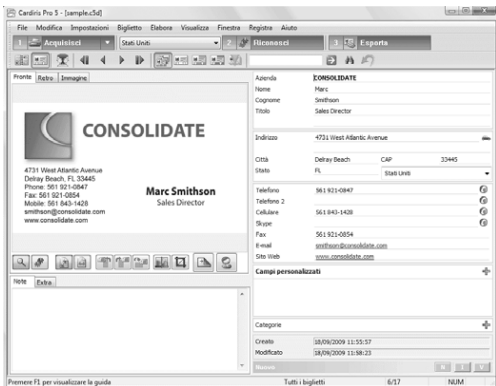 Cardiris Pro 5 - [sample.c5d]
File Modifica Impostazioni Biglietto Elabora Visualizza Finestra Registra Aiuto
1 Acquisisci Stati Uniti 2 Riconosci 3 Esporta
Fronte Retro Immagine
CONSOLIDATE
4731 West Atlantic Avenue
Delray Beach, FL 33445
Phone: 561 921-0847
Fax: 561 921-0854
Mobile: 561 843-1428
smithson@consolidate.com
www.consolidate.com
Marc Smithson
Sales Director
Note Extra
Azienda CONSOLIDATE
Nome Marc
Cognome Smithson
Titolo Sales Director
Indirizzo 4731 West Atlantic Avenue
Città Delray Beach CAP 33445
Stato FL Stati Uniti
Telefono 561 921-0847
Telefono 2
Cellulare 561 843-1428
Skype
Fax 561 921-0854
E-mail smithson@consolidate.com
Sito Web www.consolidate.com
Campi personalizzati
Categorie
Creato 18/09/2009 11:55:57
Modificato 18/09/2009 11:58:23
Nuovo
Premere F1 per visualizzare la guida Tutti i biglietti 6/17 NUM